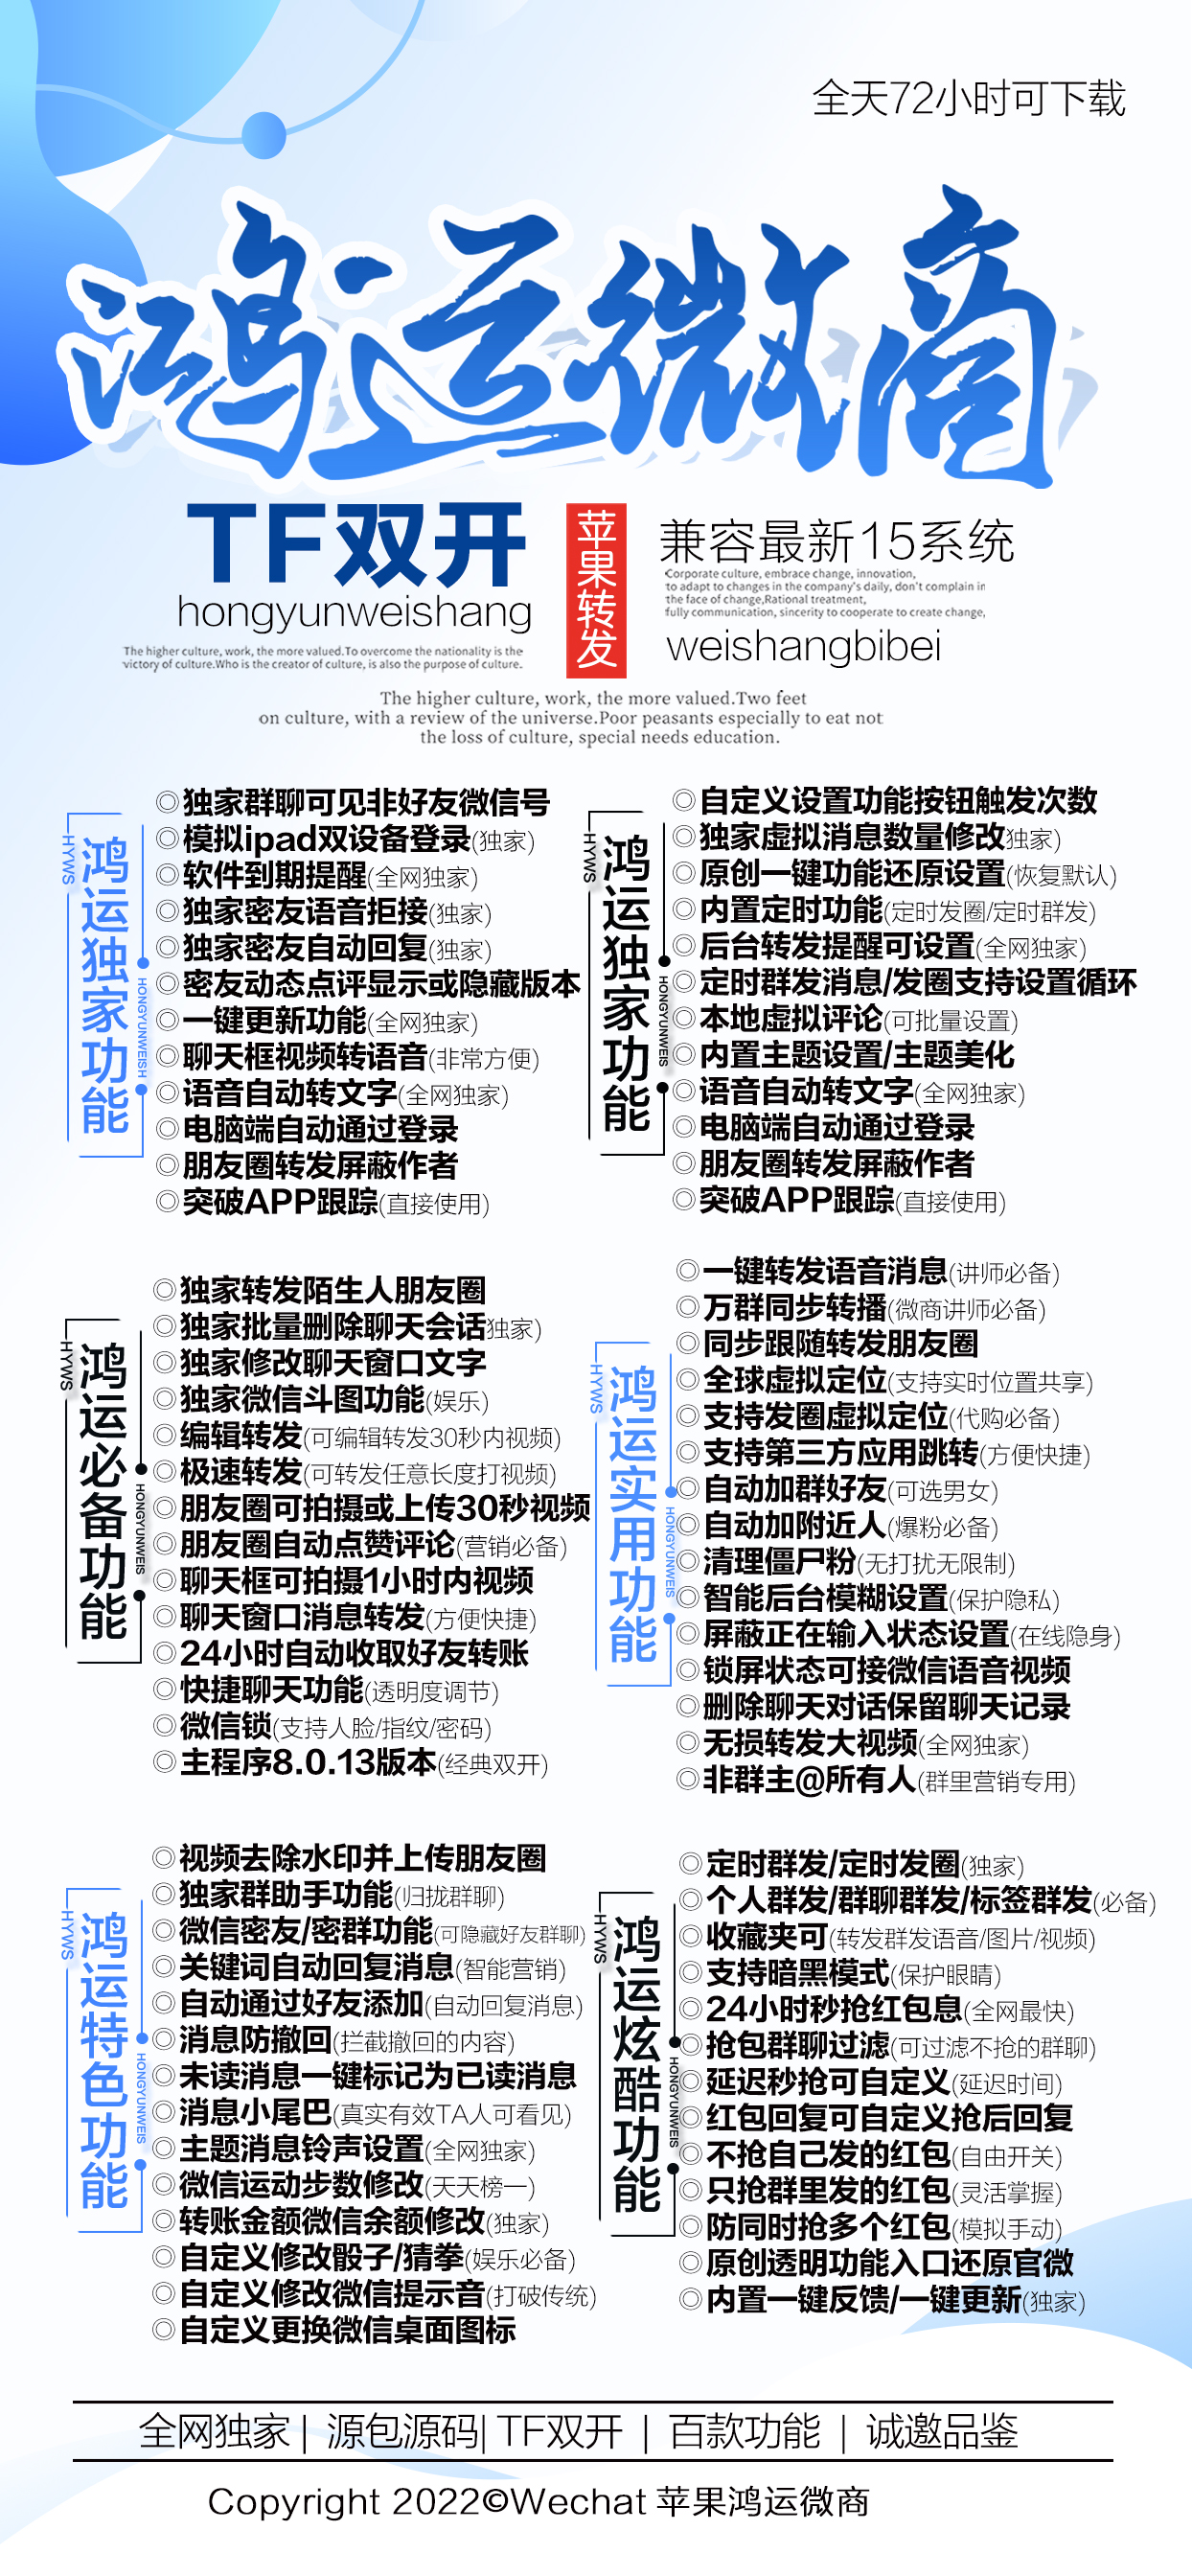 全天72小时可下载
鸿运微商
TF双开
hongyunweishang
The higher culture, work, the more valued.To overcome the nationality is the
victory of culture.Who is the creator of culture, is also the purpose of culture.
苹果转发
兼容最新15系统
Corporate culture, embrace change, innovation,
to adapt to changes in the company's daily, don't complain in
the face of change,Rational treatment,
fully communication, sincerity to cooperate to create change,
weishangbibei
The higher culture, work, the more valued.Two feet
on culture, with a review of the universe.Poor peasants especially to eat not
the loss of culture, special needs education.
HYWS
鸿运独家功能
HONGYUNWEISH
◎独家群聊可见非好友微信号
◎模拟ipad双设备登录(独家)
◎软件到期提醒(全网独家)
◎独家密友语音拒接(独家)
◎独家密友自动回复(独家)
◎密友动态点评显示或隐藏版本
◎一键更新功能(全网独家)
◎聊天框视频转语音(非常方便)
◎语音自动转文字(全网独家)
◎电脑端自动通过登录
◎朋友圈转发屏蔽作者
◎突破APP跟踪(直接使用)
HYWS
鸿运独家功能
HONGYUNWEIS
◎自定义设置功能按钮触发次数
◎独家虚拟消息数量修改独家)
◎原创一键功能还原设置(恢复默认)
◎内置定时功能(定时发圈/定时群发)
◎后台转发提醒可设置(全网独家)
◎定时群发消息/发圈支持设置循环
◎本地虚拟评论(可批量设置)
◎内置主题设置/主题美化
◎语音自动转文字(全网独家)
◎电脑端自动通过登录
◎朋友圈转发屏蔽作者
◎突破APP跟踪(直接使用)
HYWS
鸿运必备功能
HONGYUNWEIS
◎独家转发陌生人朋友圈
◎独家批量删除聊天会话独家)
◎独家修改聊天窗口文字
◎独家微信斗图功能(娱乐)
◎编辑转发(可编辑转发30秒内视频)
◎极速转发(可转发任意长度打视频)
◎朋友圈可拍摄或上传30秒视频
◎朋友圈自动点赞评论(营销必备)
◎聊天框可拍摄1小时内视频
◎聊天窗口消息转发(方便快捷)
◎24小时自动收取好友转账
◎快捷聊天功能(透明度调节)
◎微信锁(支持人脸/指纹/密码)
◎主程序8.0.13版本(经典双开)
HYWS
鸿运实用功能
HONGYUNWEIS
◎一键转发语音消息(讲师必备)
◎万群同步转播(微商讲师必备)
◎同步跟随转发朋友圈
◎全球虚拟定位(支持实时位置共享)
◎支持发圈虚拟定位(代购必备)
◎支持第三方应用跳转(方便快捷)
◎自动加群好友(可选男女)
◎自动加附近人(爆粉必备)
◎清理僵尸粉(无打扰无限制)
◎智能后台模糊设置(保护隐私)
◎屏蔽正在输入状态设置(在线隐身)
◎锁屏状态可接微信语音视频
◎删除聊天对话保留聊天记录
◎无损转发大视频(全网独家)
◎非群主@所有人(群里营销专用)
HYWS
鸿运特色功能
HONGYUNWEIS
◎视频去除水印并上传朋友圈
◎独家群助手功能(归拢群聊)
◎微信密友/密群功能(可隐藏好友群聊)
◎关键词自动回复消息(智能营销)
◎自动通过好友添加(自动回复消息)
◎消息防撤回(拦截撤回的内容)
◎未读消息一键标记为已读消息
◎消息小尾巴(真实有效TA人可看见)
◎主题消息铃声设置(全网独家)
◎微信运动步数修改(天天榜一)
◎转账金额微信余额修改(独家)
◎自定义修改骰子/猜拳(娱乐必备)
◎自定义修改微信提示音(打破传统)
◎自定义更换微信桌面图标
HYWS
鸿运炫酷功能
HONGYUNWEIS
◎定时群发/定时发圈(独家)
◎个人群发/群聊群发/标签群发(必备)
◎收藏夹可(转发群发语音/图片/视频)
◎支持暗黑模式(保护眼睛)
◎24小时秒抢红包息(全网最快)
◎抢包群聊过滤(可过滤不抢的群聊)
◎延迟秒抢可自定义(延迟时间)
◎红包回复可自定义抢后回复
◎不抢自己发的红包(自由开关)
◎只抢群里发的红包(灵活掌握)
◎防同时抢多个红包(模拟手动)
◎原创透明功能入口还原官微
◎内置一键反馈/一键更新(独家)
全网独家 | 源包源码| TF双开 | 百款功能 | 诚邀品鉴
Copyright 2022©Wechat 苹果鸿运微商